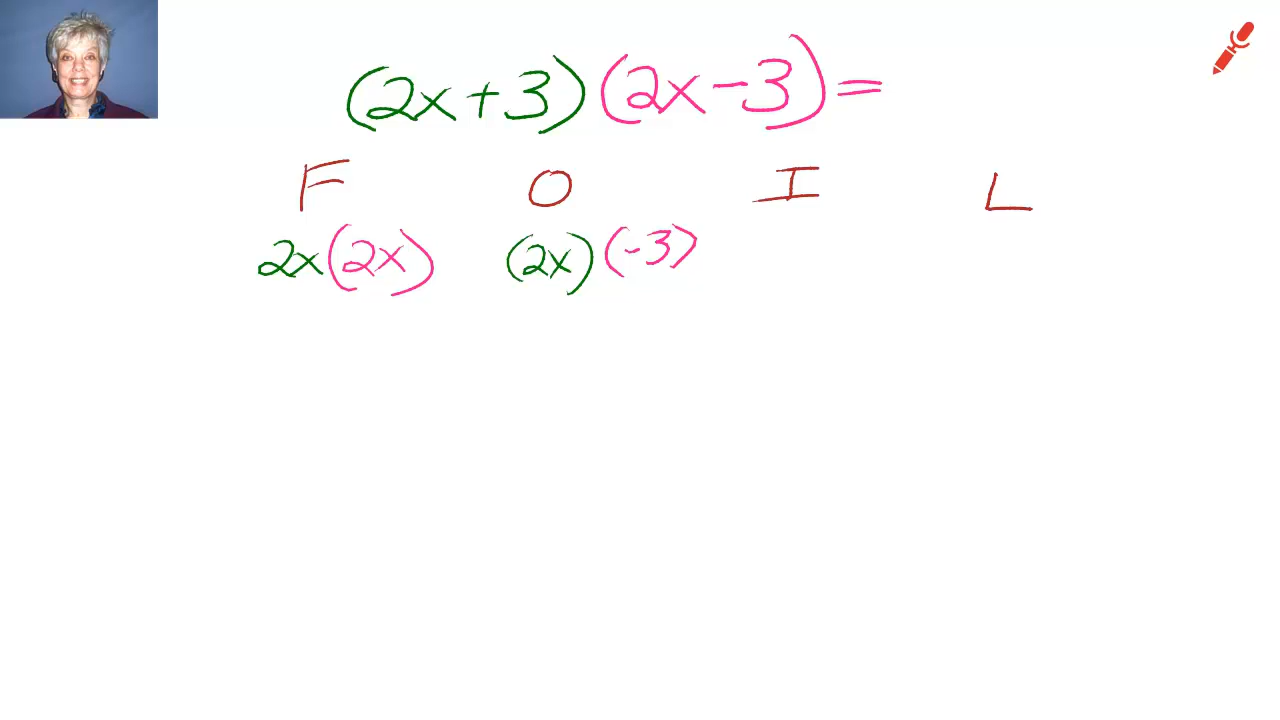 (2x+3)(2x-3)=
F O I L
2x(2x) (2x)(-3)